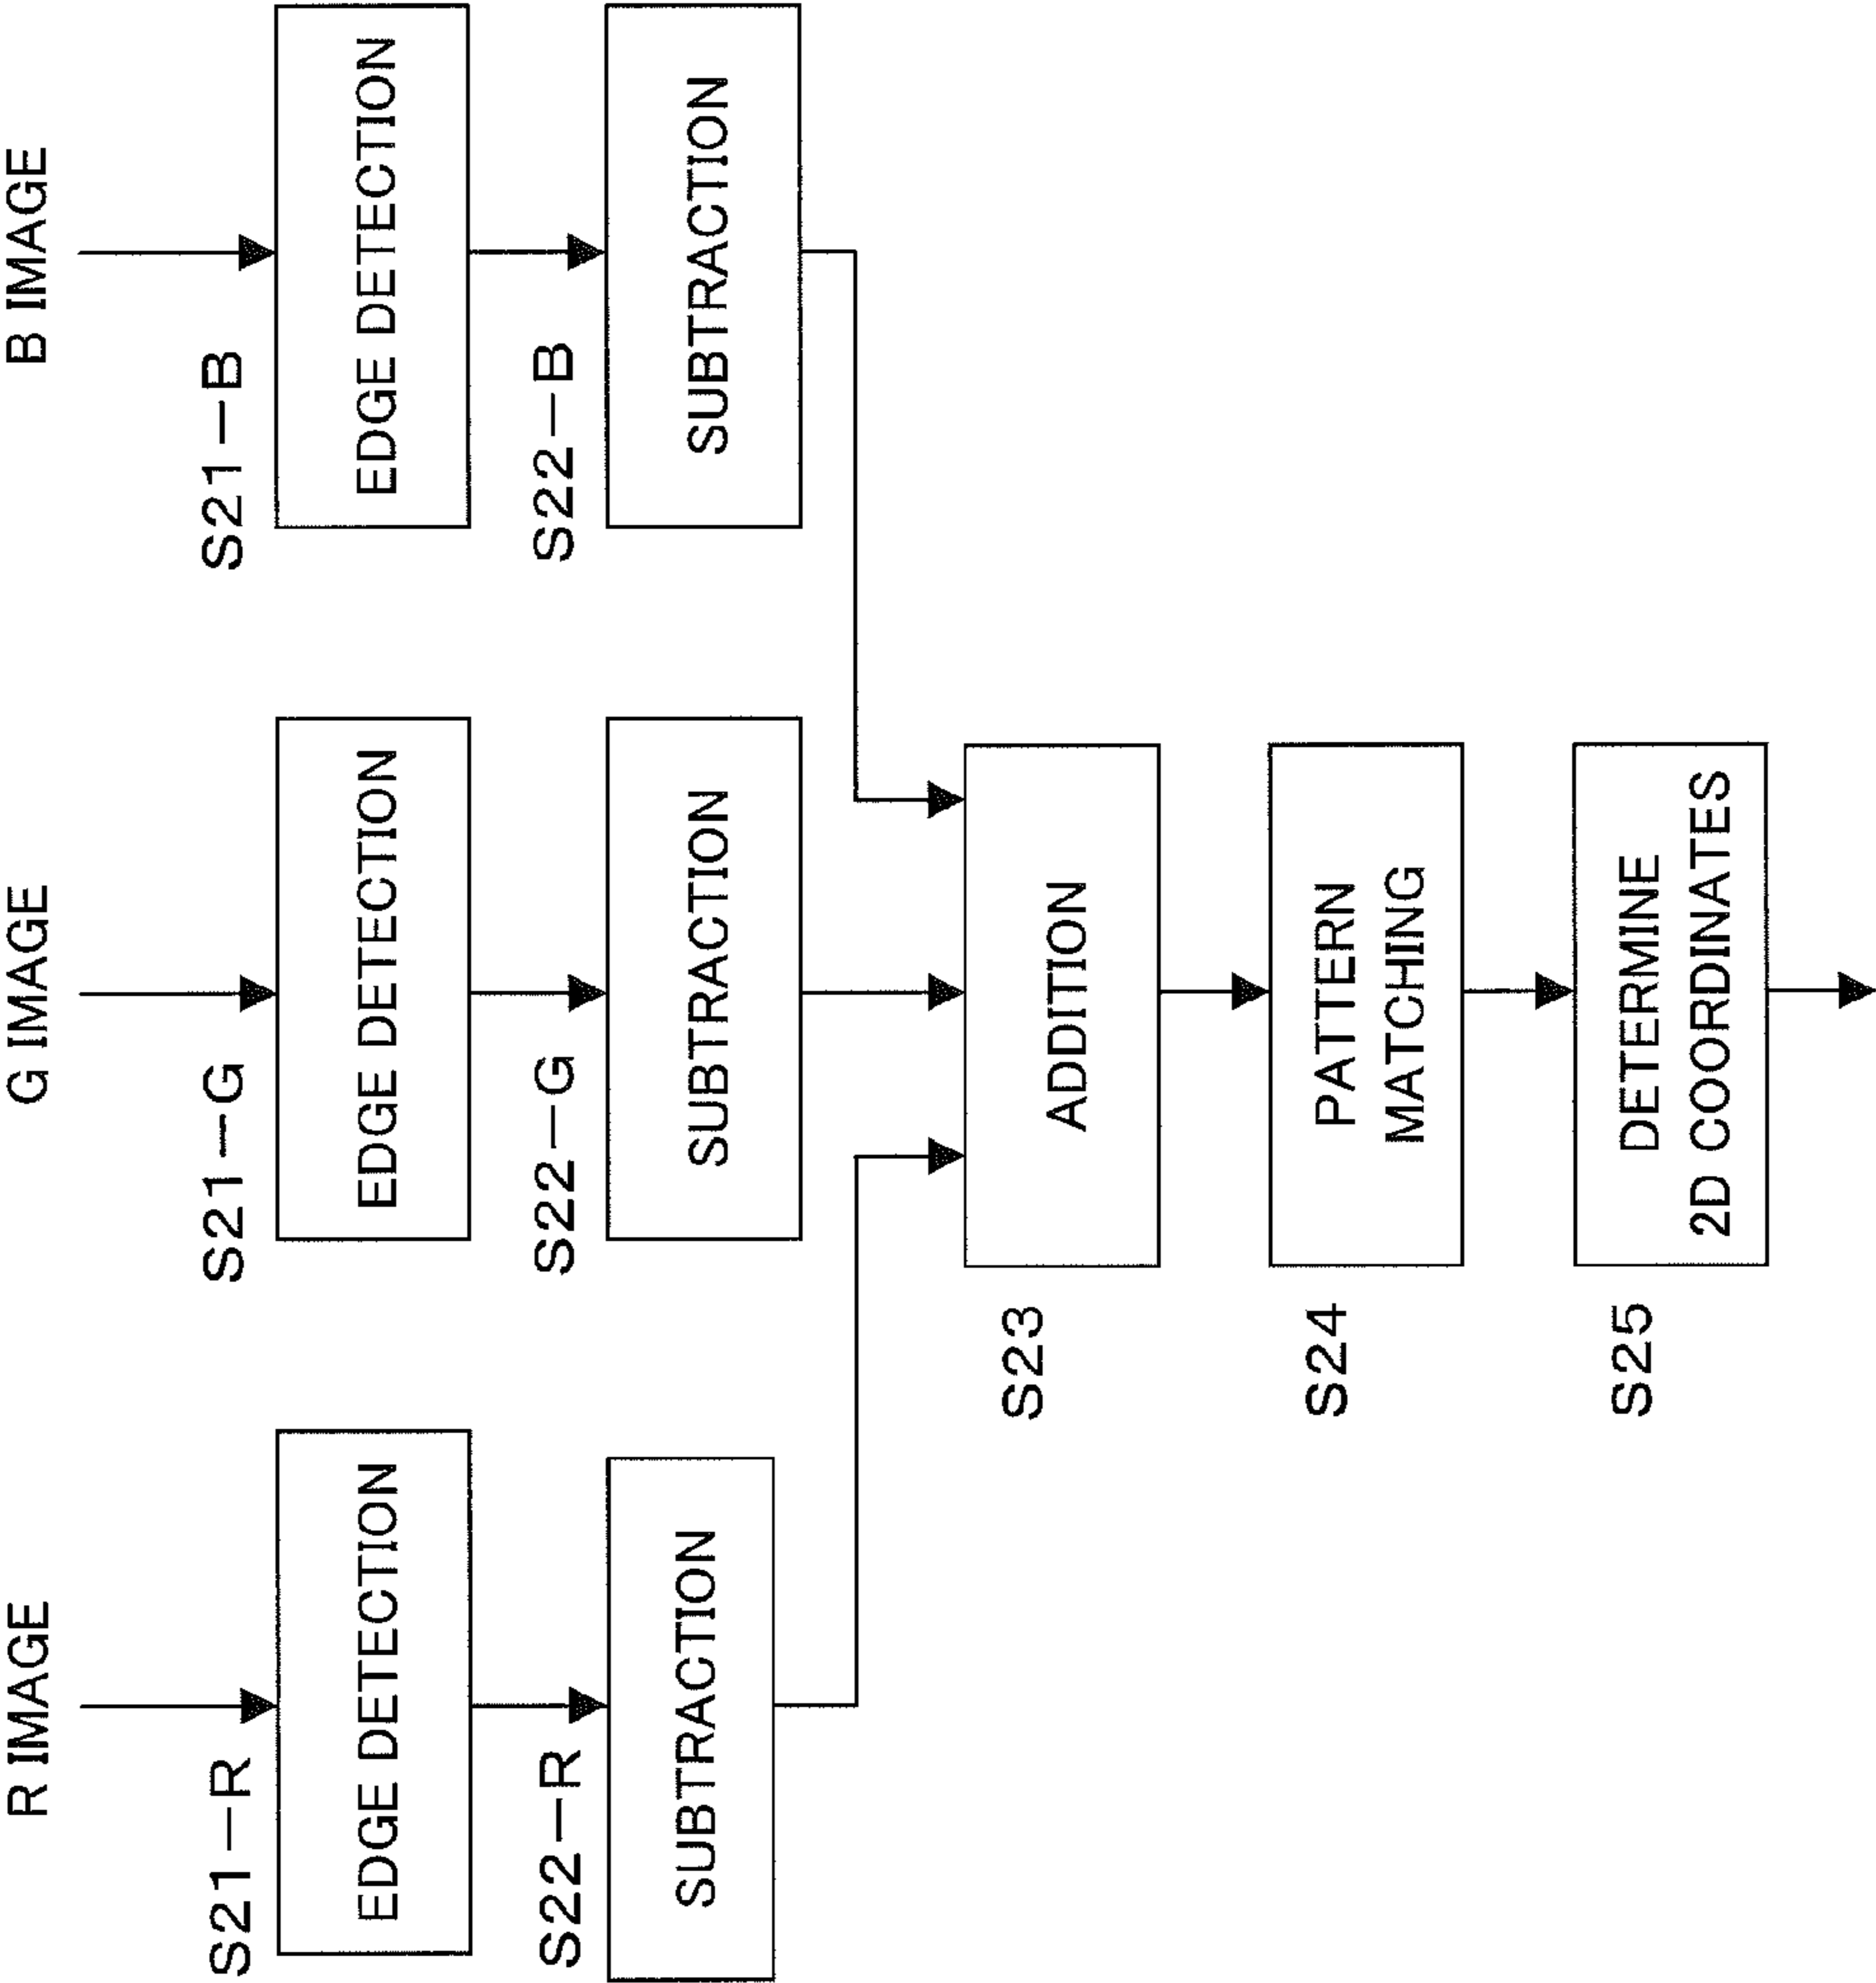 R IMAGE
G IMAGE
B IMAGE
S21-R
S21-G
S21-B
EDGE DETECTION
EDGE DETECTION
EDGE DETECTION
S22-R
S22-G
S22-B
SUBTRACTION
SUBTRACTION
SUBTRACTION
S23
ADDITION
S24
PATTERN
MATCHING
S25
DETERMINE
2D COORDINATES